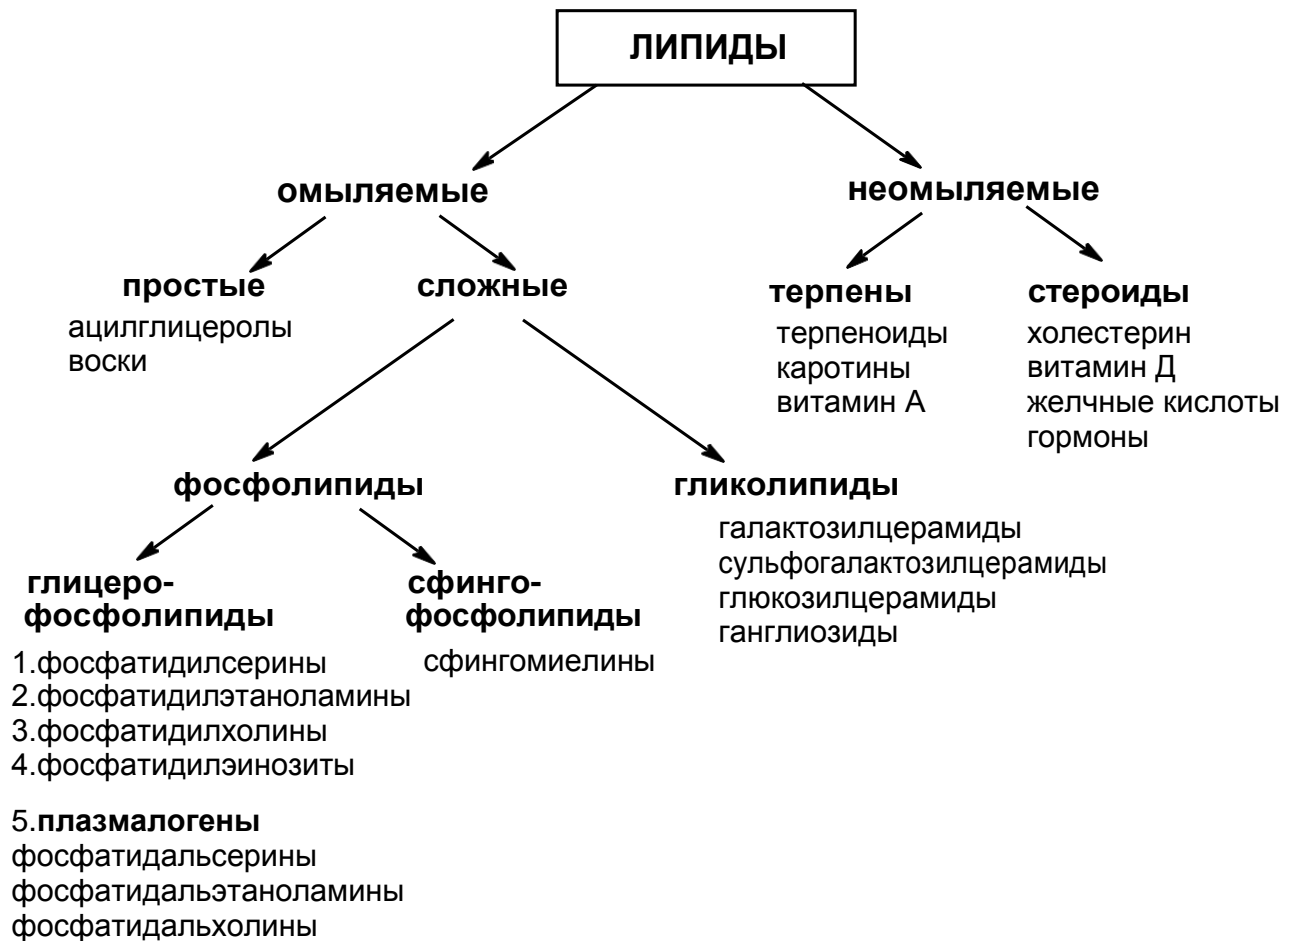 ЛИПИДЫ
омыляемые
неомыляемые
простые
ацилглицеролы
воски
сложные
терпены
терпеноиды
каротины
витамин А
стероиды
холестерин
витамин Д
желчные кислоты
гормоны
фосфолипиды
гликолипиды
галактозилцерамиды
сульфогалактозилцерамиды
глюкозилцерамиды
ганглиозиды
глицеро-
фосфолипиды
1.фосфатидилсерины
2.фосфатидилэтаноламины
3.фосфатидилхолины
4.фосфатидилэинозиты
5.плазмалогены
фосфатидальсерины
фосфатидальэтаноламины
фосфатидальхолины
сфинго-
фосфолипиды
сфингомиелины